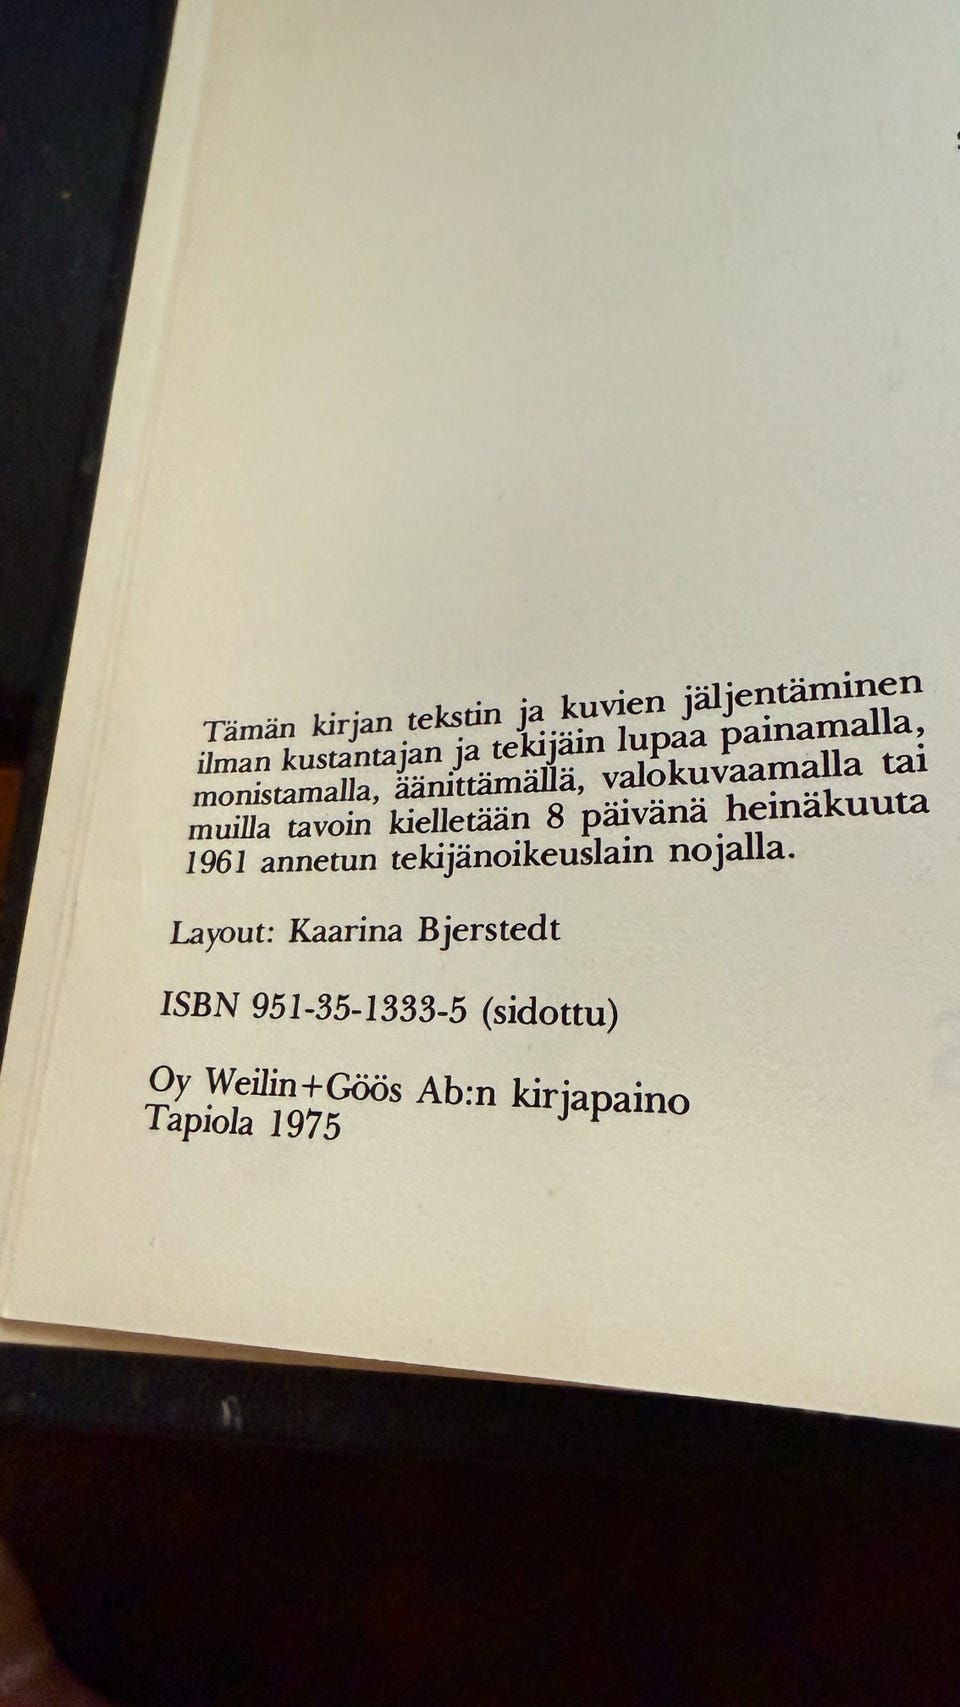 Tämän kirjan tekstin ja kuvien jäljentäminen
ilman kustantajan ja tekijäin lupaa painamalla,
monistamalla, äänittämällä, valokuvaamalla tai
muilla tavoin kielletään 8 päivänä heinäkuuta
1961 annetun tekijänoikeuslain nojalla.
Layout: Kaarina Bjerstedt
ISBN 951-35-1333-5 (sidottu)
Oy Weilin+Göös Ab:n kirjapaino
Tapiola 1975